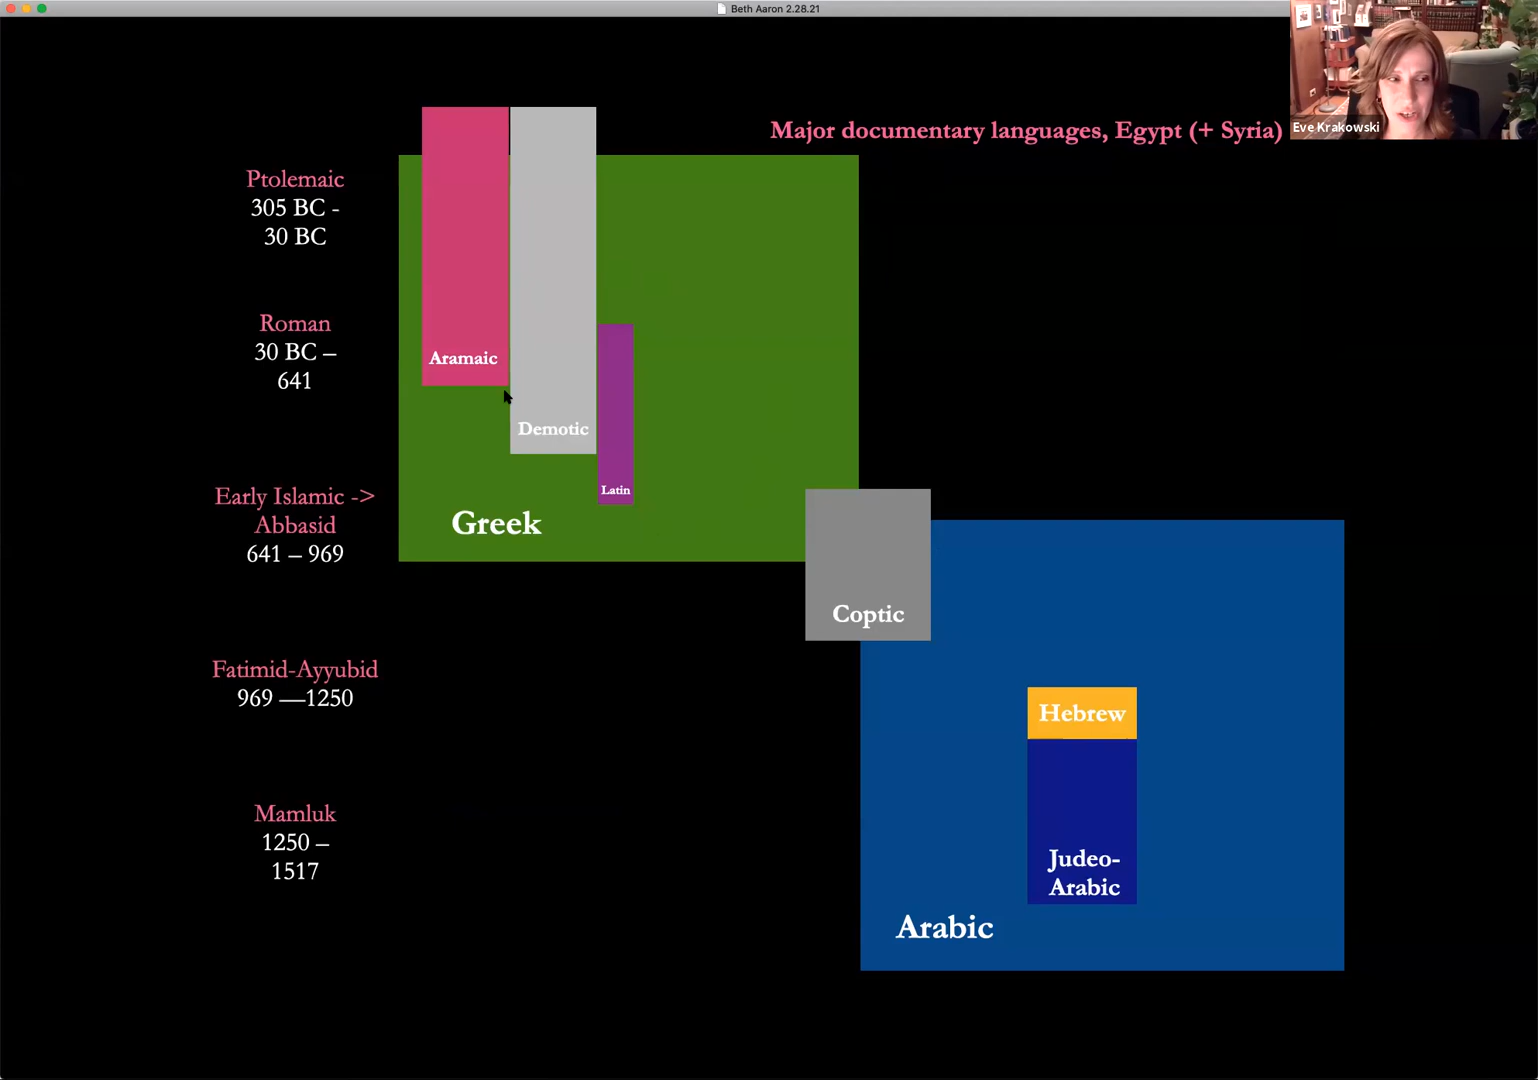 Beth Aaron 2.28.21
Eve Krakowski
Major documentary languages, Egypt (+ Syria)
Ptolemaic
305 BC -
30 BC
Roman
30 BC –
641
Early Islamic ->
Abbasid
641 – 969
Fatimid-Ayyubid
969 —1250
Mamluk
1250 –
1517
Aramaic
Demotic
Latin
Greek
Coptic
Hebrew
Judeo-
Arabic
Arabic